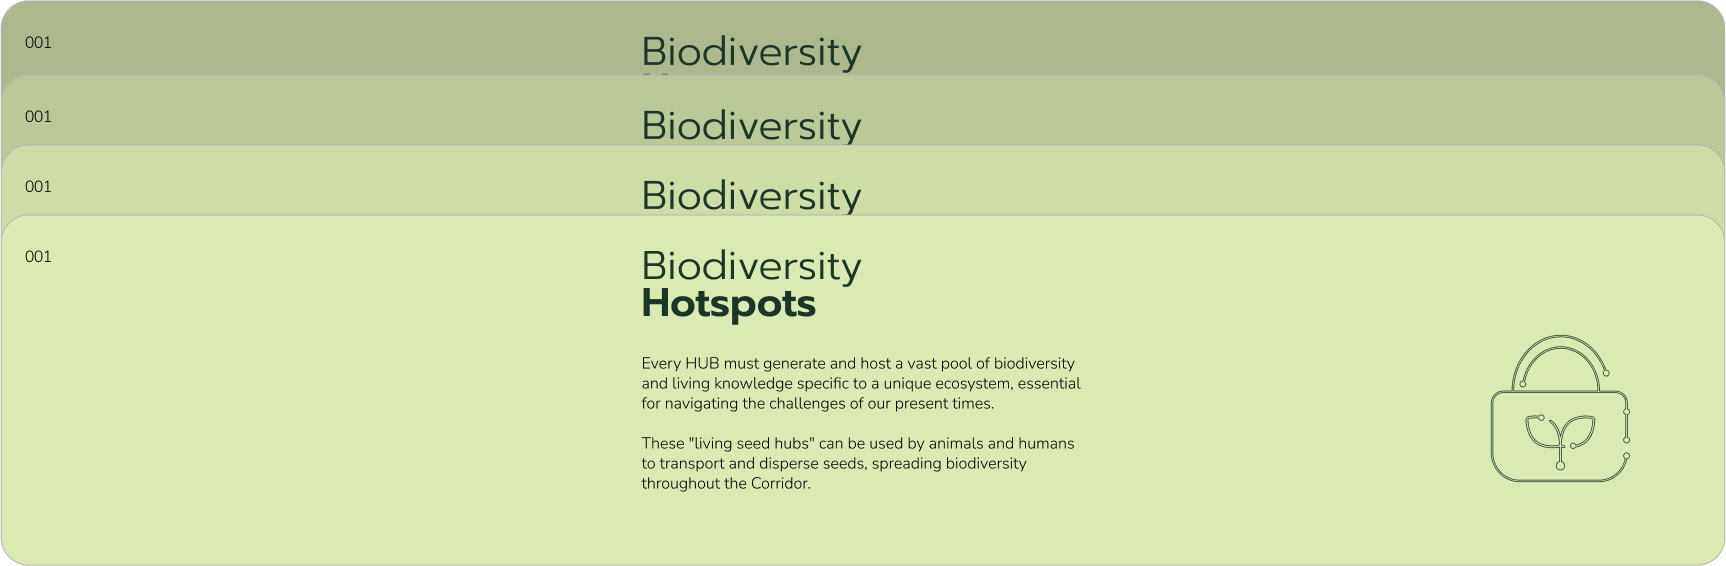 001
Biodiversity
001
Biodiversity
001
Biodiversity
001
Biodiversity
Hotspots
Every HUB must generate and host a vast pool of biodiversity
and living knowledge specific to a unique ecosystem, essential
for navigating the challenges of our present times.
These "living seed hubs" can be used by animals and humans
to transport and disperse seeds, spreading biodiversity
throughout the Corridor.